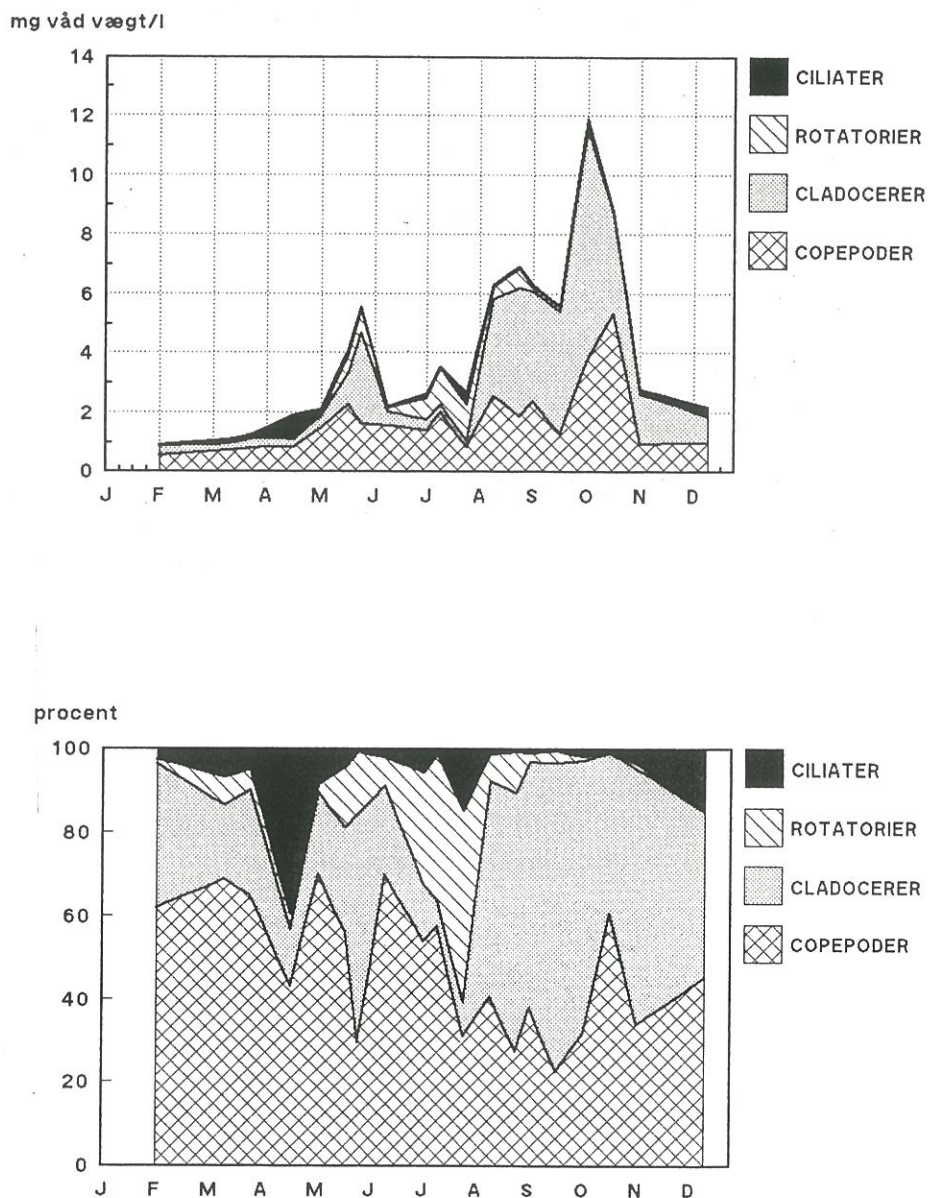 mg våd vægt/l
14
12
10
8
6
4
2
0
J F M A M J J A S O N D
CILIATER
ROTATORIER
CLADOCERER
COPEPODER
procent
100
80
60
40
20
0
J F M A M J J A S O N D
CILIATER
ROTATORIER
CLADOCERER
COPEPODER